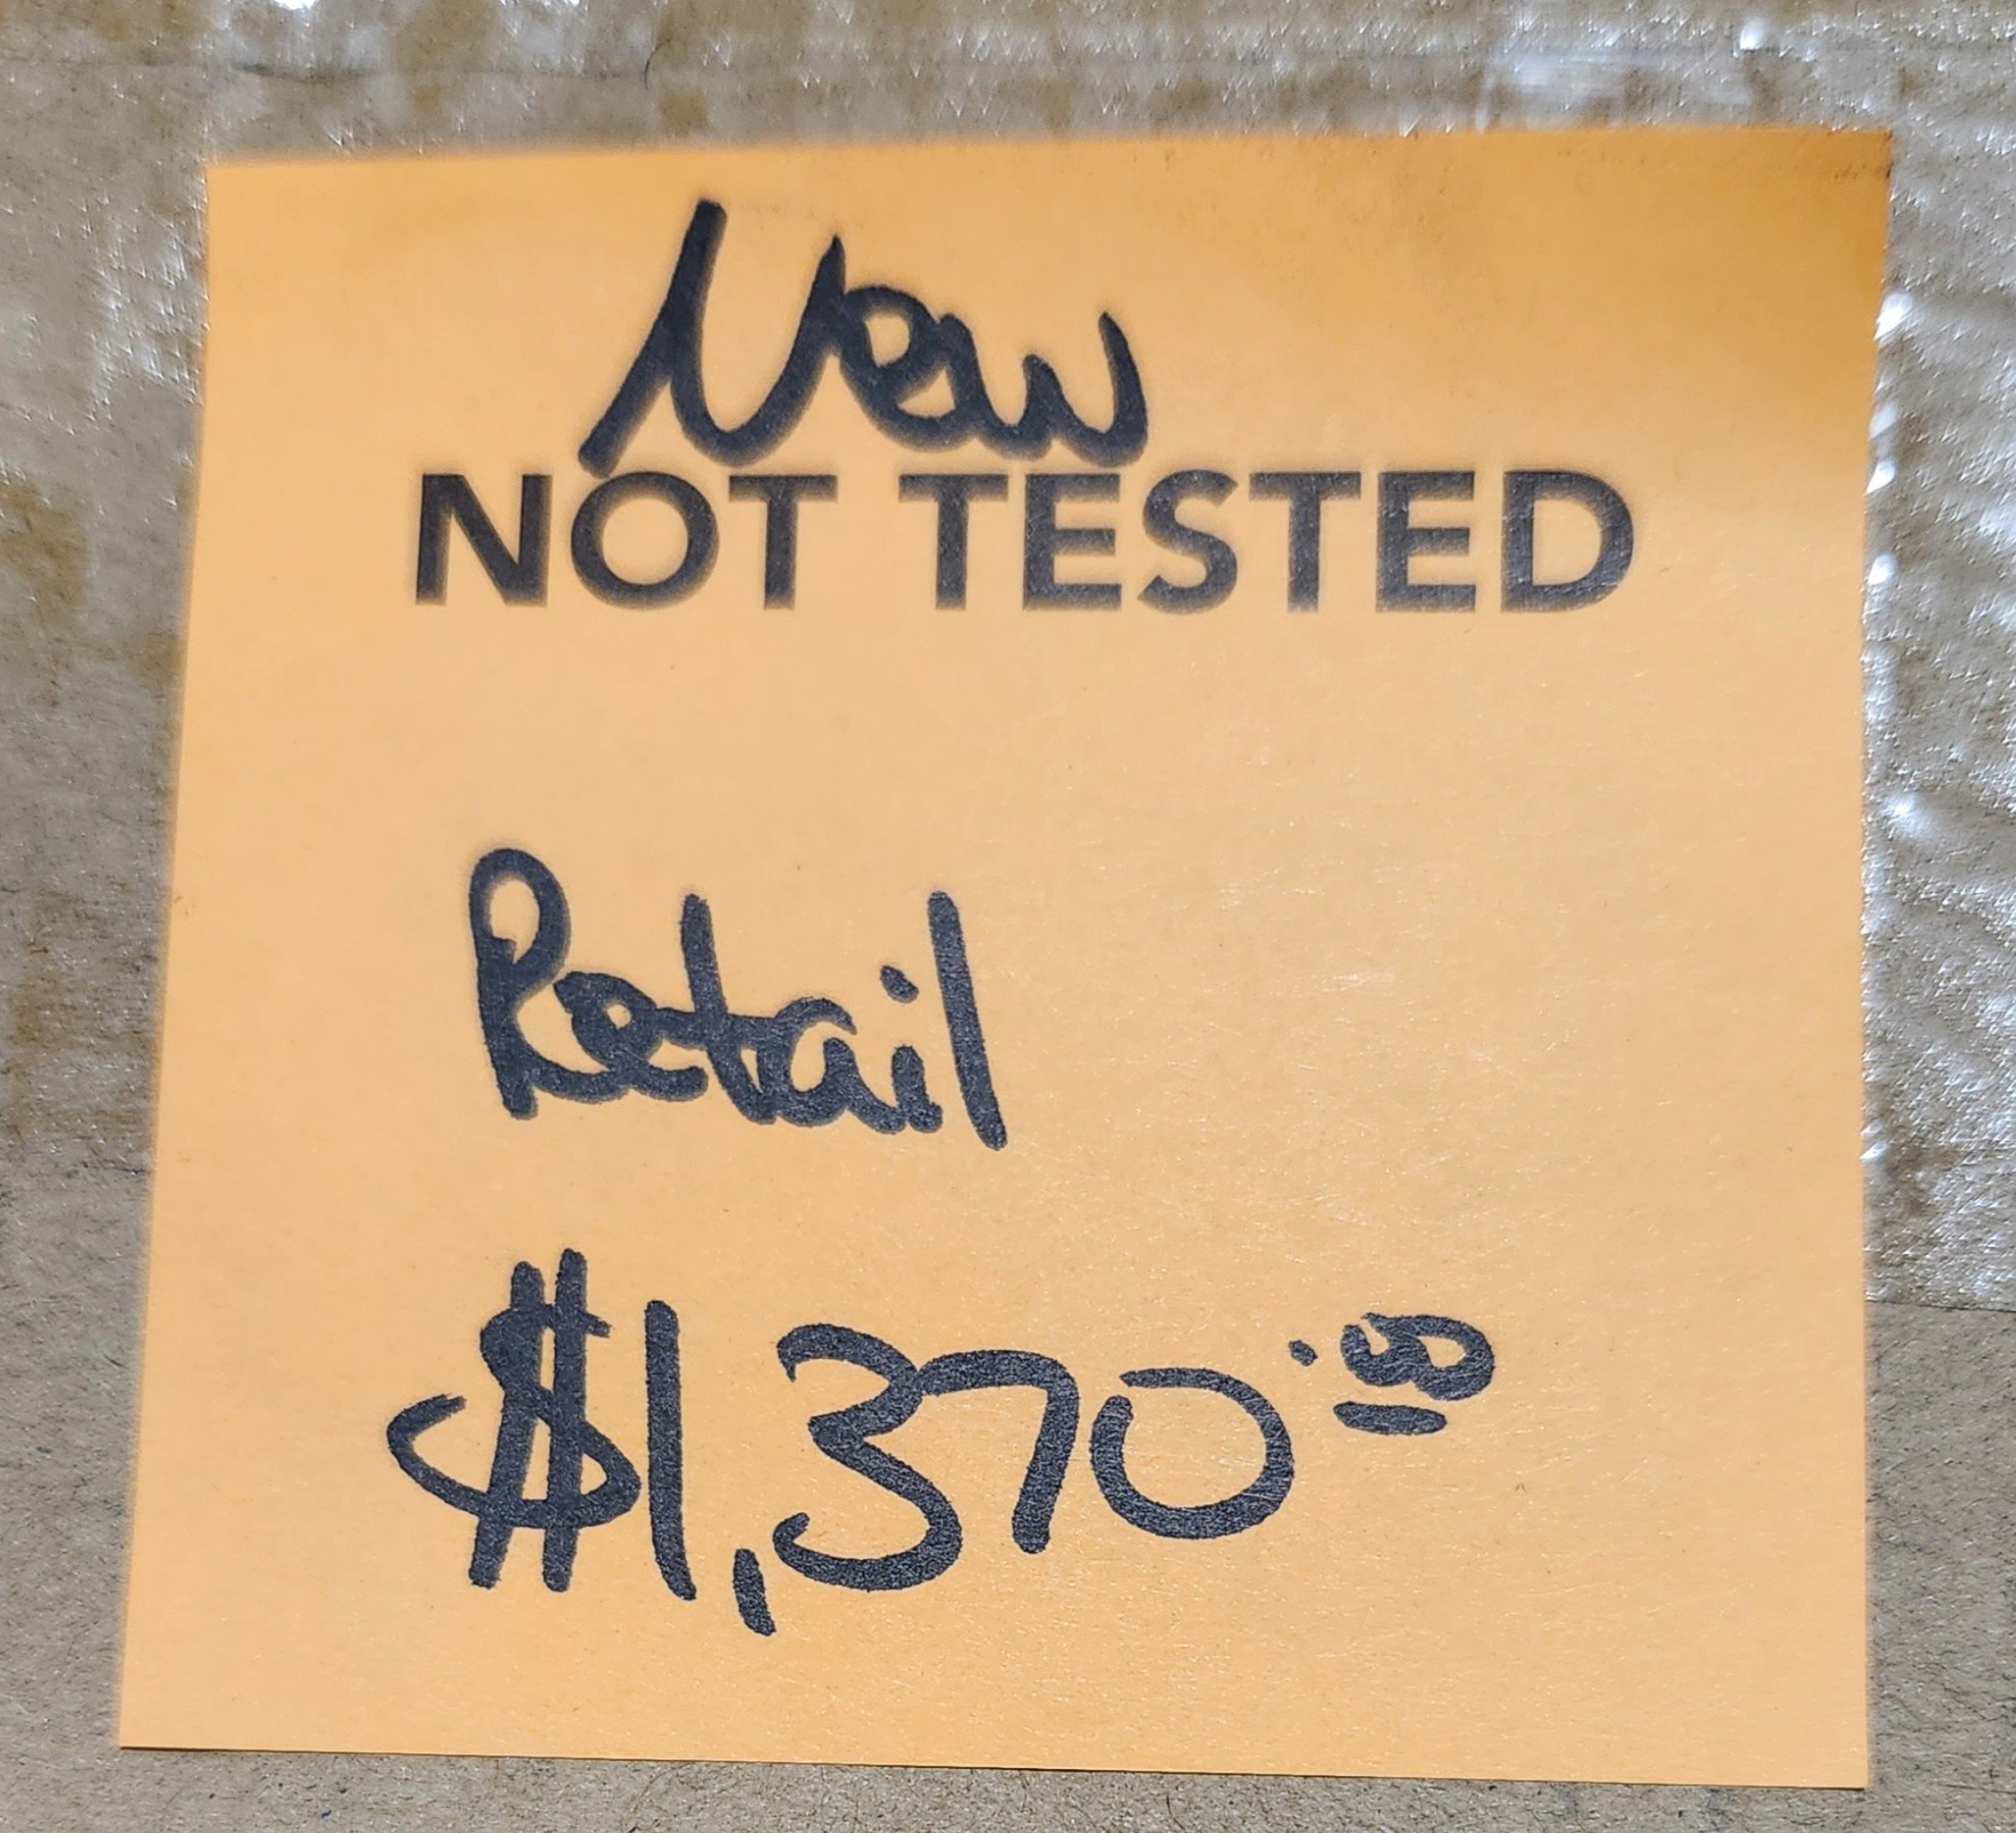 New
NOT TESTED
Retail
$1,370.00